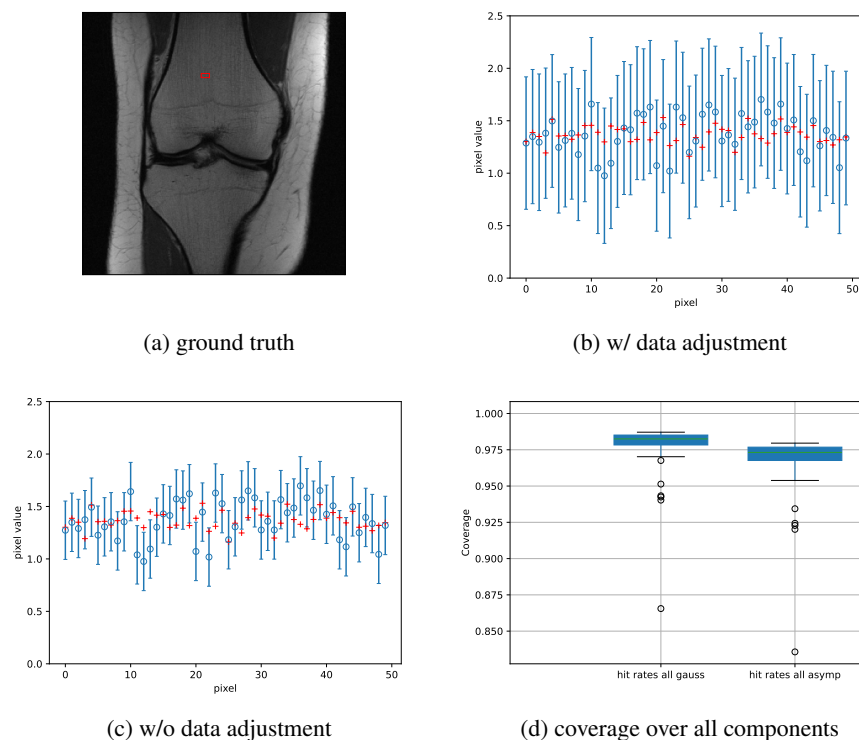 2.5
2.0
1.5
1.0
0.5
0.0
pixel value
0 10 20 30 40 50
pixel
(a) ground truth
(b) w/ data adjustment
2.5
2.0
1.5
1.0
0.5
0.0
pixel value
0 10 20 30 40 50
pixel
1.000
0.975
0.950
0.925
0.900
0.875
0.850
Coverage
hit rates all gauss hit rates all asymp
(c) w/o data adjustment
(d) coverage over all components